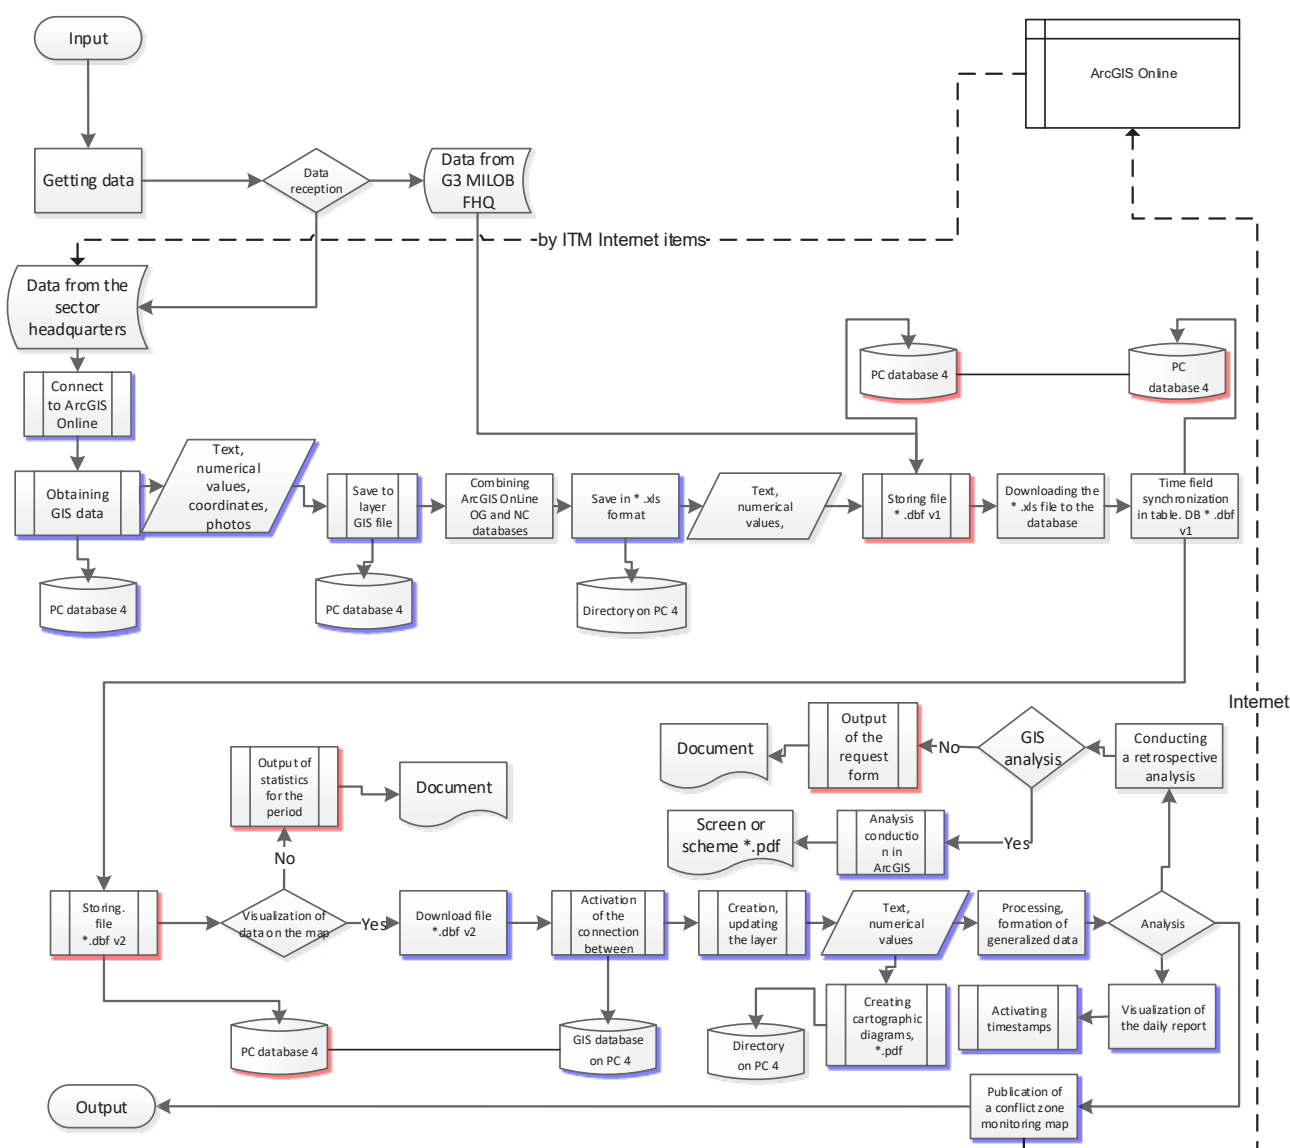 Input
ArcGIS Online
Getting data
Data
reception
Data from
G3 MILOB
FHQ
by ITM Internet items
Data from the
sector
headquarters
PC database 4
PC
database 4
Connect
to ArcGIS
Online
Obtaining
GIS data
Text,
numerical
values,
coordinates,
photos
Save to
layer
GIS file
Combining
ArcGIS OnLine
OG and NC
databases
Save in * .xls
format
Text,
numerical
values,
Storing file
* .dbf v1
Downloading the
* .xls file to the
database
Time field
synchronization
in table. DB * .dbf
v1
PC database 4
PC database 4
Directory on PC 4
Internet
Document
Output
of the
request
form
No
GIS
analysis
Conducting
a retrospective
analysis
Output of
statistics
for the
period
Document
Screen or
scheme *.pdf
Analysis
conductio
n in
ArcGIS
Yes
No
Storing.
file
*.dbf v2
Visualization of
data on the map
Yes
Download file
*.dbf v2
Activation
of the
connection
between
Creation,
updating
the layer
Text,
numerical
values
Processing,
formation of
generalized data
Analysis
PC database 4
GIS database
on PC 4
Directory
on PC 4
Creating
cartographic
diagrams,
*.pdf
Activating
timestamps
Visualization of
the daily report
Output
Publication of
a conflict zone
monitoring map